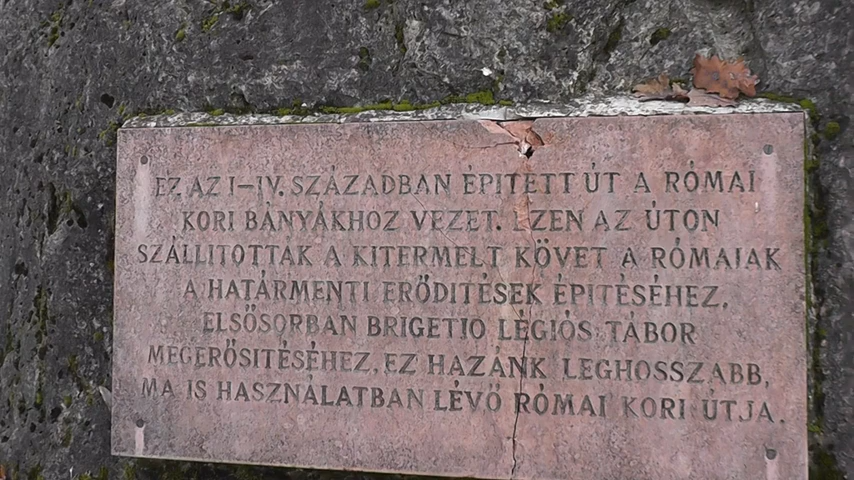 EZ AZ I-IV. SZÁZADBAN ÉPITETT ÚT A RÓMAI
KORI BÁNYÁKHOZ VEZET. EZEN AZ ÚTON
SZÁLLITOTTÁK A KITERMELT KÖVET A RÓMAIAK
A HATÁRMENTI ERŐDITÉSEK ÉPITÉSÉHEZ,
ELSŐSORBAN BRIGETIO LÉGIÓS TÁBOR
MEGERŐSITÉSÉHEZ. EZ HAZÁNK LEGHOSSZABB,
MA IS HASZNÁLATBAN LÉVŐ RÓMAI KORI ÚTJA.